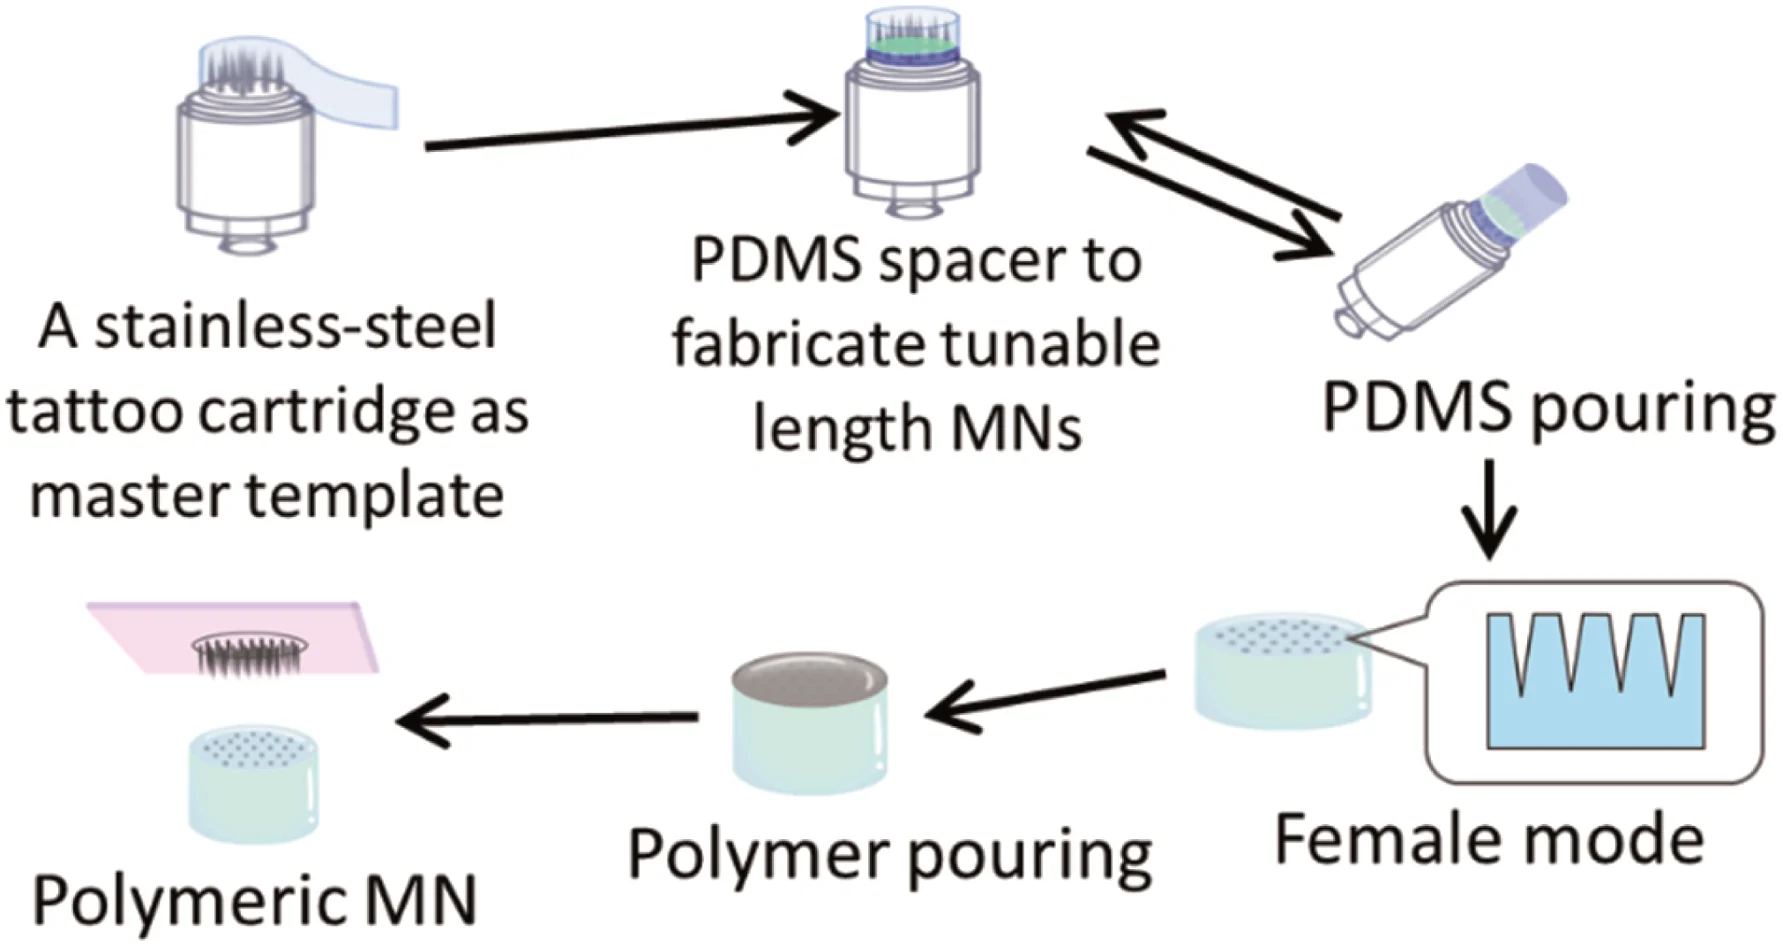 A stainless-steel
tattoo cartridge as
master template
PDMS spacer to
fabricate tunable
length MNs
PDMS pouring
Female mode
Polymer pouring
Polymeric MN